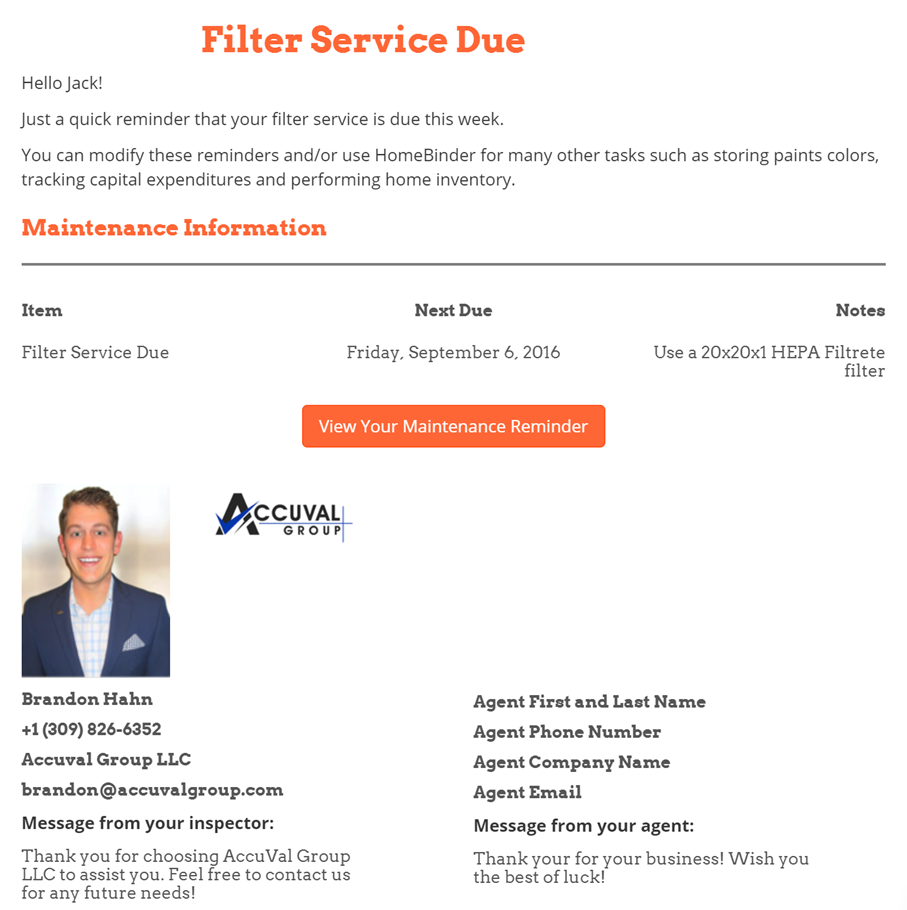 Filter Service Due
Hello Jack!
Just a quick reminder that your filter service is due this week.
You can modify these reminders and/or use HomeBinder for many other tasks such as storing paints colors,
tracking capital expenditures and performing home inventory.
Maintenance Information
Item Next Due Notes
Filter Service Due Friday, September 6, 2016 Use a 20x20x1 HEPA Filtrete
filter
View Your Maintenance Reminder
ACCUVAL
GROUP
Brandon Hahn
+1 (309) 826-6352
Accuval Group LLC
brandon@accuvalgroup.com
Message from your inspector:
Thank you for choosing AccuVal Group
LLC to assist you. Feel free to contact us
for any future needs!
Agent First and Last Name
Agent Phone Number
Agent Company Name
Agent Email
Message from your agent:
Thank your for your business! Wish you
the best of luck!